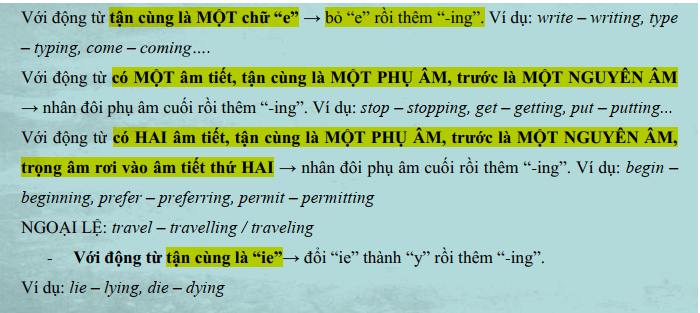 Với động từ tận cùng là MỘT chữ “e” → bỏ “e” rồi thêm “-ing”. Ví dụ: write – writing, type
– typing, come – coming….
Với động từ có MỘT âm tiết, tận cùng là MỘT PHỤ ÂM, trước là MỘT NGUYÊN ÂM
→ nhân đôi phụ âm cuối rồi thêm “-ing”. Ví dụ: stop – stopping, get – getting, put – putting...
Với động từ có HAI âm tiết, tận cùng là MỘT PHỤ ÂM, trước là MỘT NGUYÊN ÂM,
trọng âm rơi vào âm tiết thứ HAI → nhân đôi phụ âm cuối rồi thêm “-ing”. Ví dụ: begin –
beginning, prefer – preferring, permit – permitting
NGOẠI LỆ: travel – travelling / traveling
- Với động từ tận cùng là “ie”→ đổi “ie” thành “y” rồi thêm “-ing”.
Ví dụ: lie – lying, die – dying